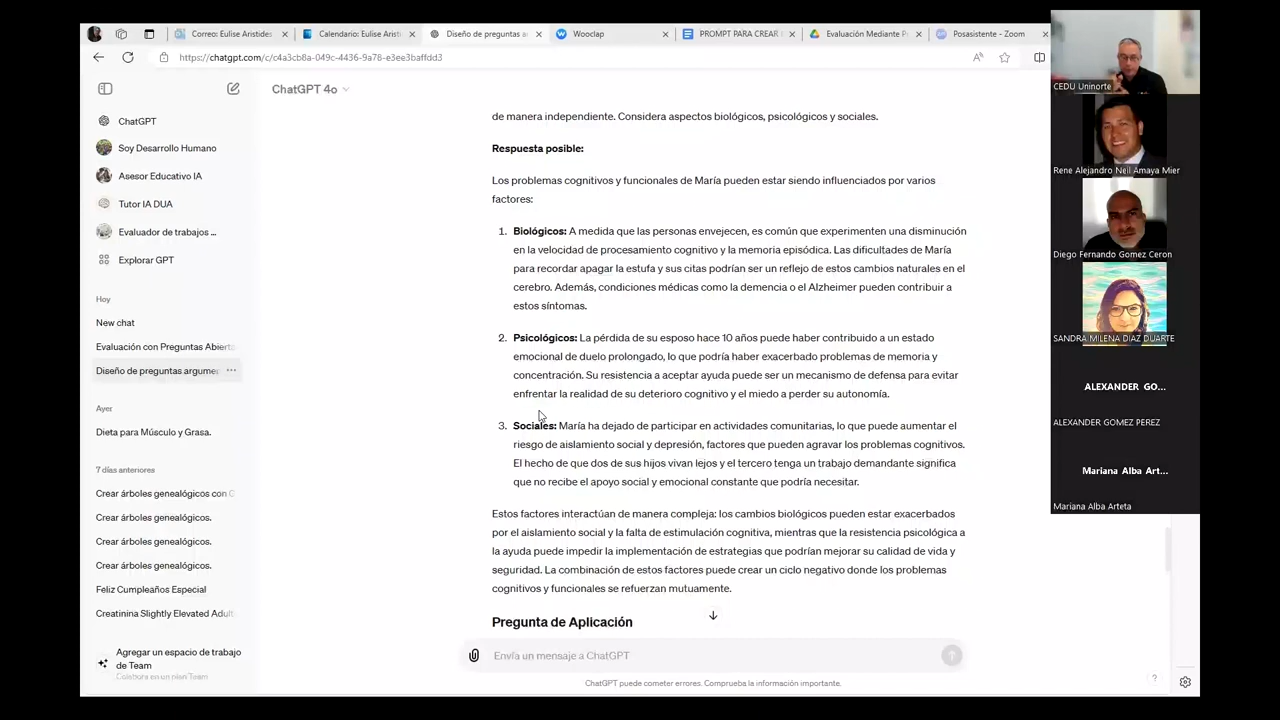 Correo: Eulise Aristides
Calendario: Eulise Aristi
Diseño de preguntas a
Wooclap
PROMPT PARA CREAR
Evaluación Mediante P
Posasistente - Zoom
https://chatgpt.com/c/c4a3cb8a-049c-4436-9a78-e3ee3baffdd3
ChatGPT 4o
ChatGPT
Soy Desarrollo Humano
Asesor Educativo IA
Tutor IA DUA
Evaluador de trabajos ...
Explorar GPT
Hoy
New chat
Evaluación con Preguntas Abierta
Diseño de preguntas argumen ...
Ayer
Dieta para Músculo y Grasa.
7 días anteriores
Crear árboles genealógicos con G
Crear árboles genealógicos.
Crear árboles genealógicos.
Crear árboles genealógicos.
Feliz Cumpleaños Especial
Creatinina Slightly Elevated Adul
Agregar un espacio de trabajo
de Team
Colabora en un plan Team
de manera independiente. Considera aspectos biológicos, psicológicos y sociales.
Respuesta posible:
Los problemas cognitivos y funcionales de María pueden estar siendo influenciados por varios
factores:
1. Biológicos: A medida que las personas envejecen, es común que experimenten una disminución
en la velocidad de procesamiento cognitivo y la memoria episódica. Las dificultades de María
para recordar apagar la estufa y sus citas podrían ser un reflejo de estos cambios naturales en el
cerebro. Además, condiciones médicas como la demencia o el Alzheimer pueden contribuir a
estos síntomas.
2. Psicológicos: La pérdida de su esposo hace 10 años puede haber contribuido a un estado
emocional de duelo prolongado, lo que podría haber exacerbado problemas de memoria y
concentración. Su resistencia a aceptar ayuda puede ser un mecanismo de defensa para evitar
enfrentar la realidad de su deterioro cognitivo y el miedo a perder su autonomía.
3. Sociales: María ha dejado de participar en actividades comunitarias, lo que puede aumentar el
riesgo de aislamiento social y depresión, factores que pueden agravar los problemas cognitivos.
El hecho de que dos de sus hijos vivan lejos y el tercero tenga un trabajo demandante significa
que no recibe el apoyo social y emocional constante que podría necesitar.
Estos factores interactúan de manera compleja: los cambios biológicos pueden estar exacerbados
por el aislamiento social y la falta de estimulación cognitiva, mientras que la resistencia psicológica a
la ayuda puede impedir la implementación de estrategias que podrían mejorar su calidad de vida y
seguridad. La combinación de estos factores puede crear un ciclo negativo donde los problemas
cognitivos y funcionales se refuerzan mutuamente.
Pregunta de Aplicación
Envía un mensaje a ChatGPT
ChatGPT puede cometer errores. Comprueba la información importante.
?
CEDU Uninorte
Rene Alejandro Neil Amaya Mier
Diego Fernando Gomez Ceron
SANDRA MILENA DIAZ DUARTE
ALEXANDER GO...
ALEXANDER GOMEZ PEREZ
Mariana Alba Art...
Mariana Alba Arteta